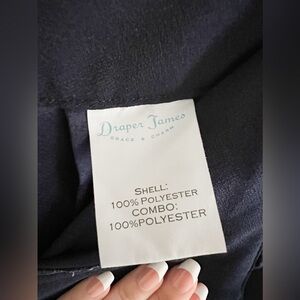 Draper James
GRACE & CHARM
SHELL:
100% POLYESTER
COMBO:
100%POLYESTER